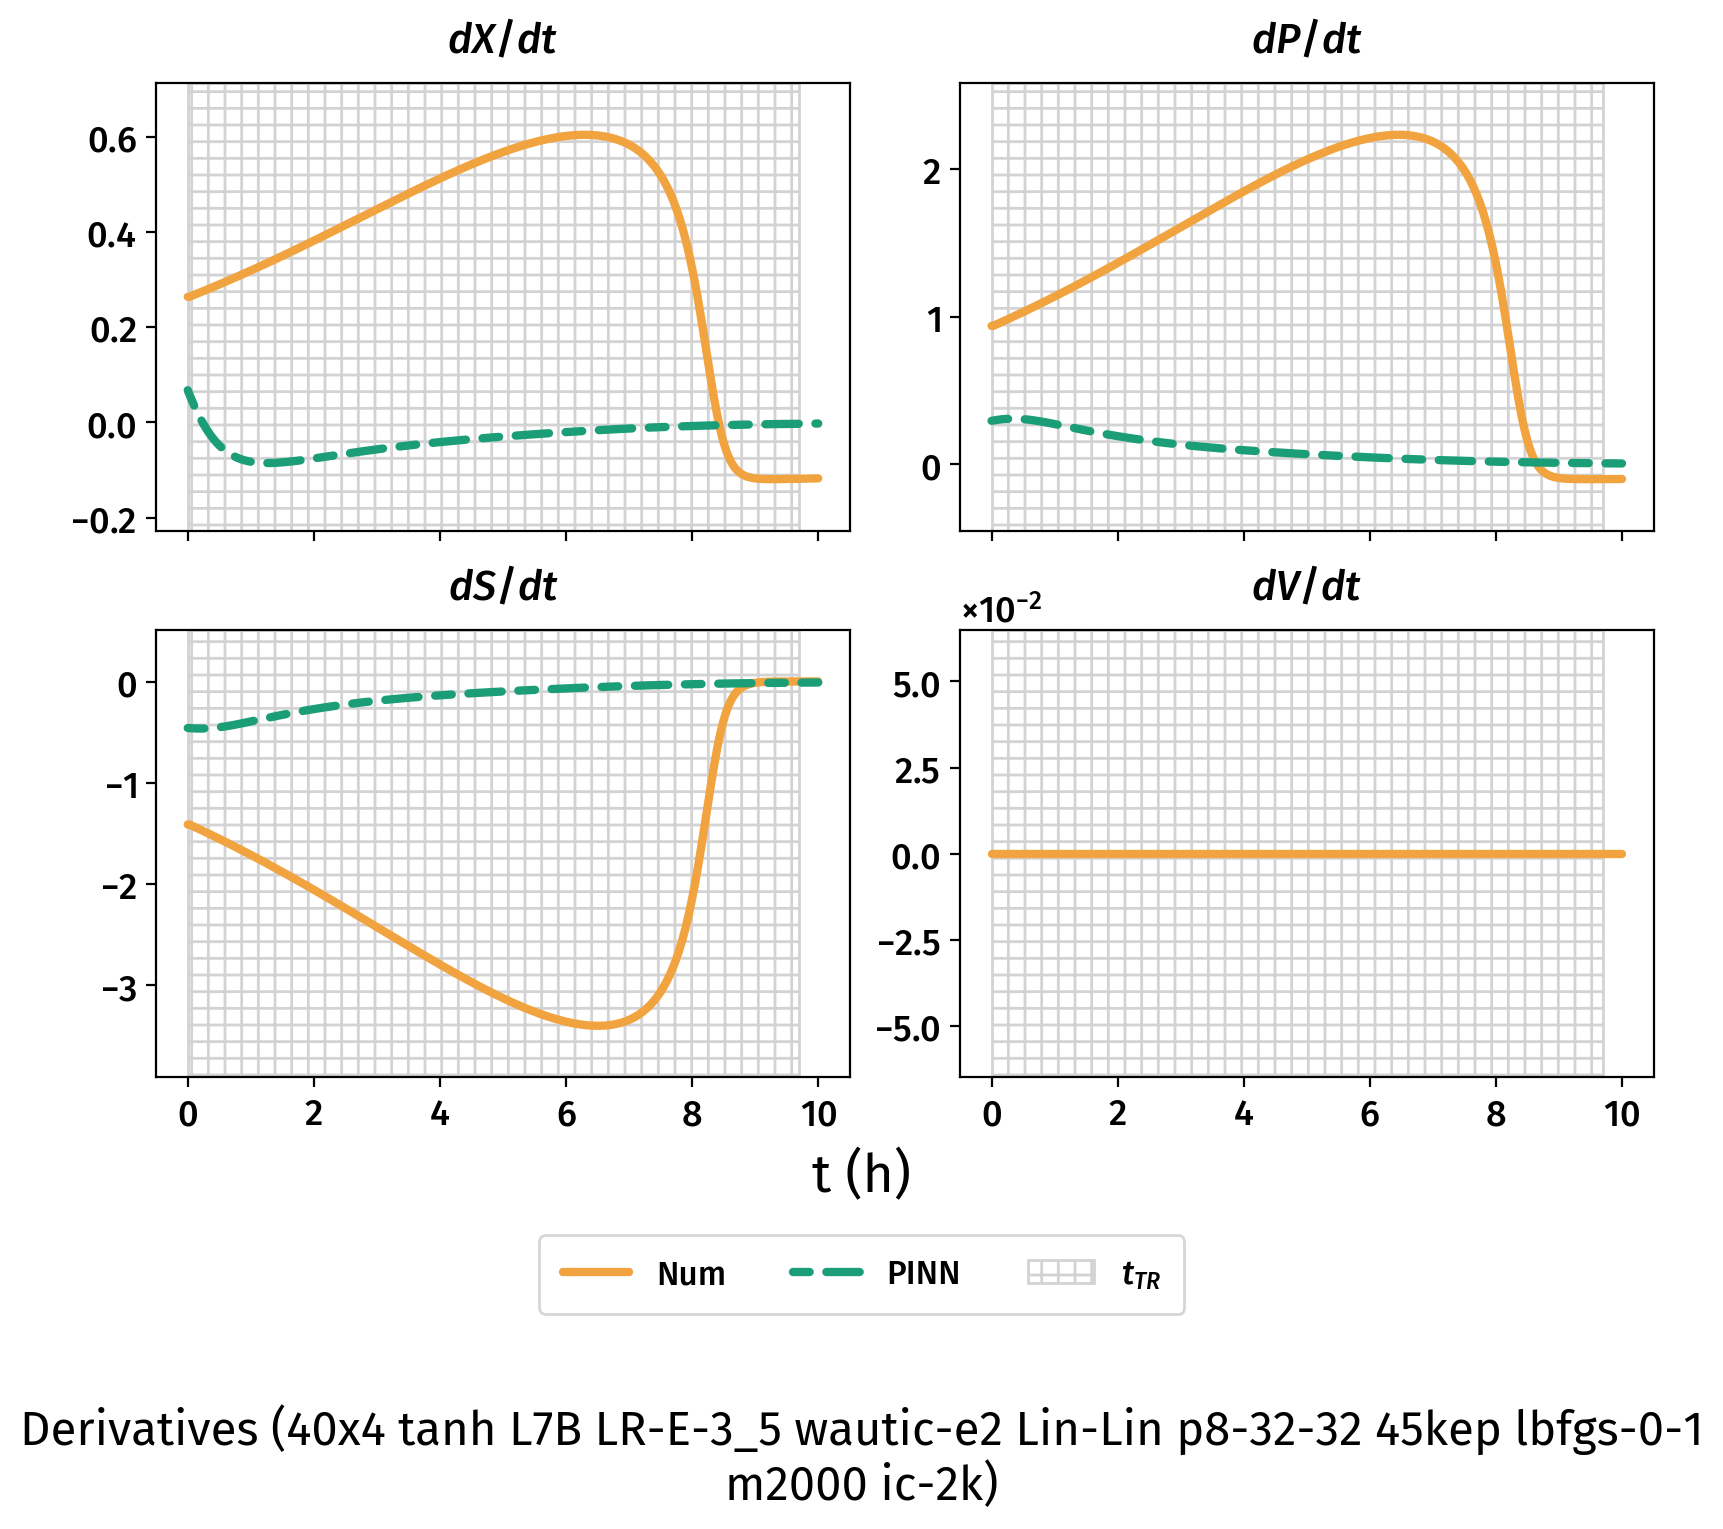 dX/dt
dP/dt
0.6
0.4
0.2
0.0
−0.2
2
1
0
dS/dt
dV/dt
×10⁻²
0
−1
−2
−3
5.0
2.5
0.0
−2.5
−5.0
0 2 4 6 8 10
0 2 4 6 8 10
t (h)
Num PINN t_TR
Derivatives (40x4 tanh L7B LR-E-3_5 wautic-e2 Lin-Lin p8-32-32 45kep lbfgs-0-1
m2000 ic-2k)